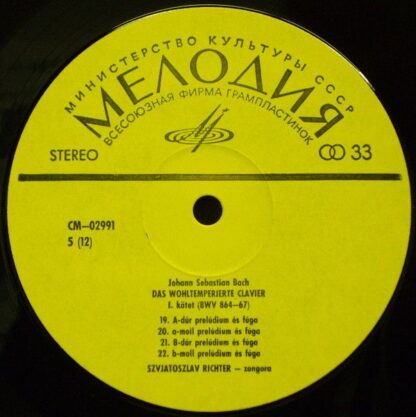 МИНИСТЕРСТВО КУЛЬТУРЫ СССР
МЕЛОДИЯ
ВСЕСОЮЗНАЯ ФИРМА ГРАМПЛАСТИНОК
STEREO
33
СМ—02991
5 (12)
Johann Sebastian Bach
DAS WOHLTEMPERIERTE CLAVIER
I. kötet (BWV 864—67)
19. A-dúr prelúdium és fúga
20. a-moll prelúdium és fúga
21. B-dúr prelúdium és fúga
22. b-moll prelúdium és fúga
SZVJATOSZLAV RICHTER — zongora